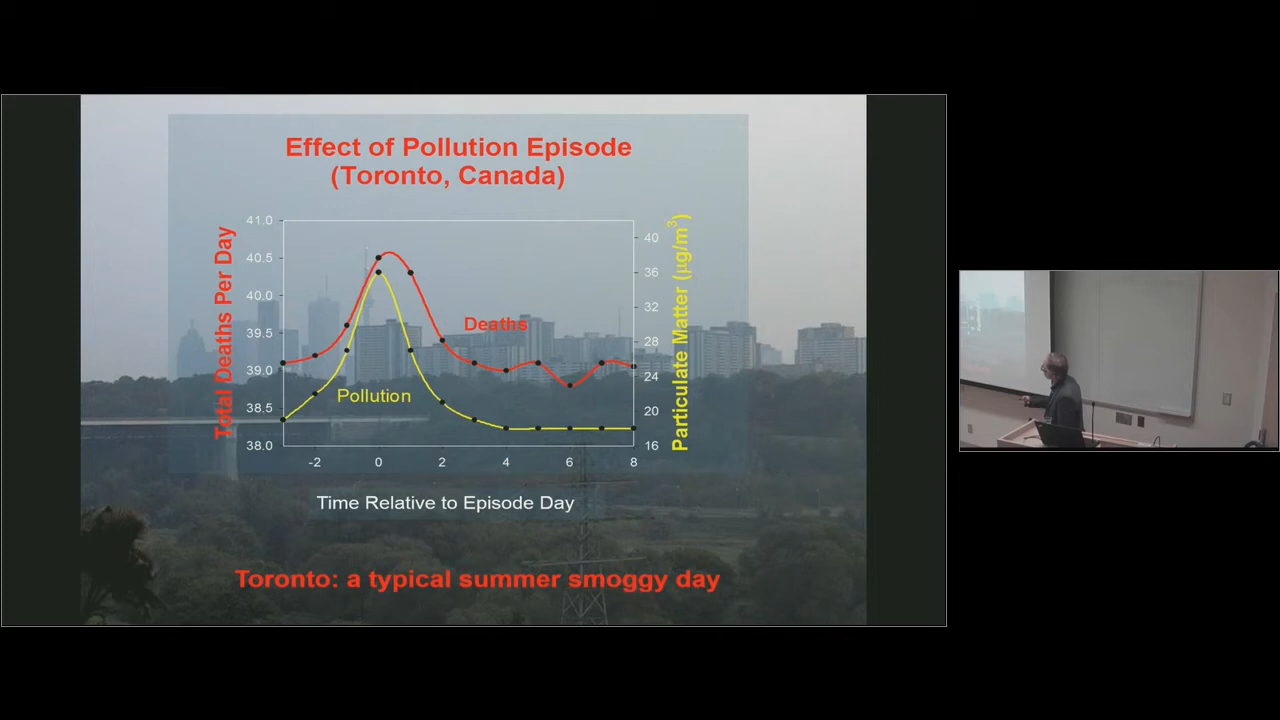 Effect of Pollution Episode
(Toronto, Canada)
Total Deaths Per Day
41.0
40.5
40.0
39.5
39.0
38.5
38.0
Deaths
Pollution
40
36
32
28
24
20
16
Particulate Matter (µg/m³)
-2 0 2 4 6 8
Time Relative to Episode Day
Toronto: a typical summer smoggy day